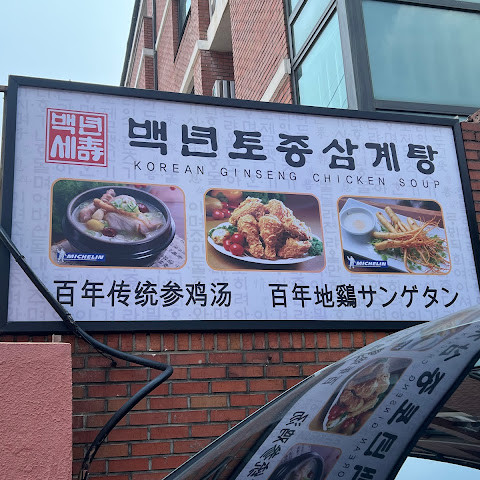 백년
세寿
백년토종삼계탕
KOREAN GINSENG CHICKEN SOUP
MICHELIN
MICHELIN
百年传统参鸡汤
百年地鷄サンゲタン